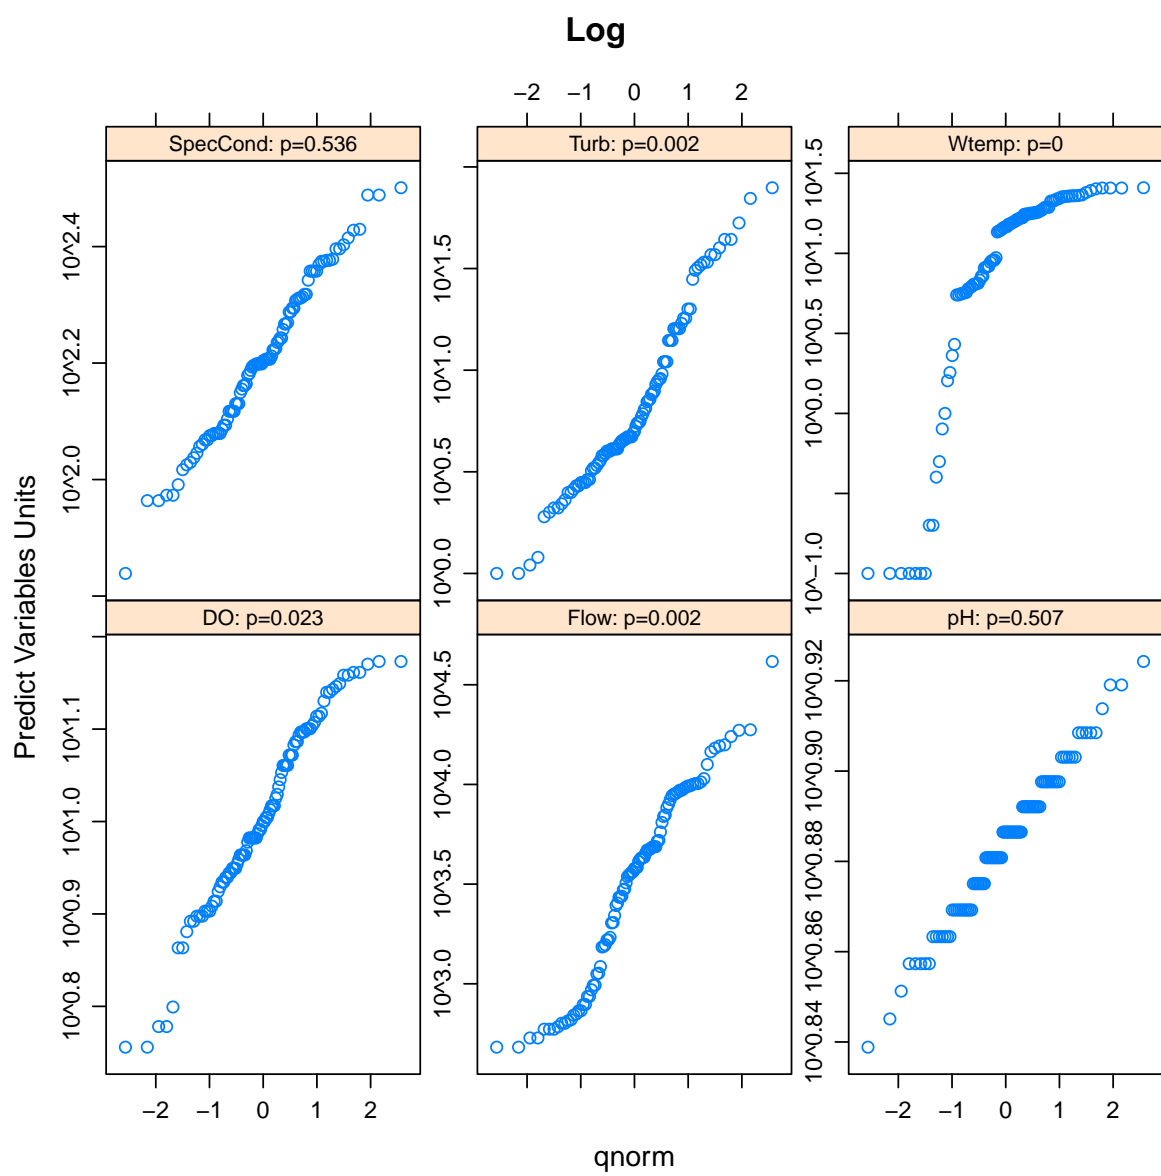 Log
−2 −1 0 1 2
SpecCond: p=0.536
Turb: p=0.002
Wtemp: p=0
10^2.0 10^2.2 10^2.4
10^0.0 10^0.5 10^1.0 10^1.5
10^−1.0 10^0.0 10^0.5 10^1.0 10^1.5
Predict Variables Units
DO: p=0.023
Flow: p=0.002
pH: p=0.507
10^0.8 10^0.9 10^1.0 10^1.1
10^3.0 10^3.5 10^4.0 10^4.5
10^0.84 10^0.86 10^0.88 10^0.90 10^0.92
−2 −1 0 1 2
−2 −1 0 1 2
qnorm